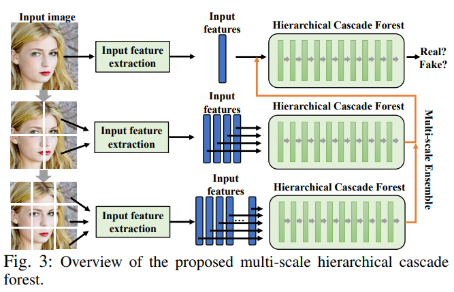 Input image
Input feature
extraction
Input
features
Hierarchical Cascade Forest
Real?
Fake?
Input feature
extraction
Input
features
Hierarchical Cascade Forest
Input feature
extraction
Input
features
...
Hierarchical Cascade Forest
Multi-scale Ensemble
Fig. 3: Overview of the proposed multi-scale hierarchical cascade
forest.